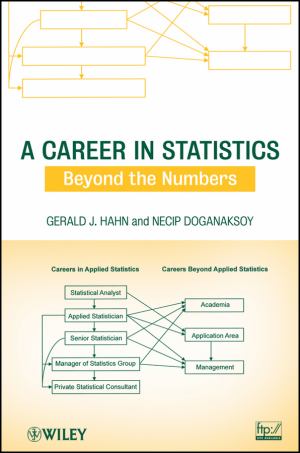 A CAREER IN STATISTICS
Beyond the Numbers
GERALD J. HAHN and NECIP DOGANAKSOY
Careers in Applied Statistics
Careers Beyond Applied Statistics
Statistical Analyst
Applied Statistician
Senior Statistician
Manager of Statistics Group
Private Statistical Consultant
Academia
Application Area
Management
WILEY
ftp://